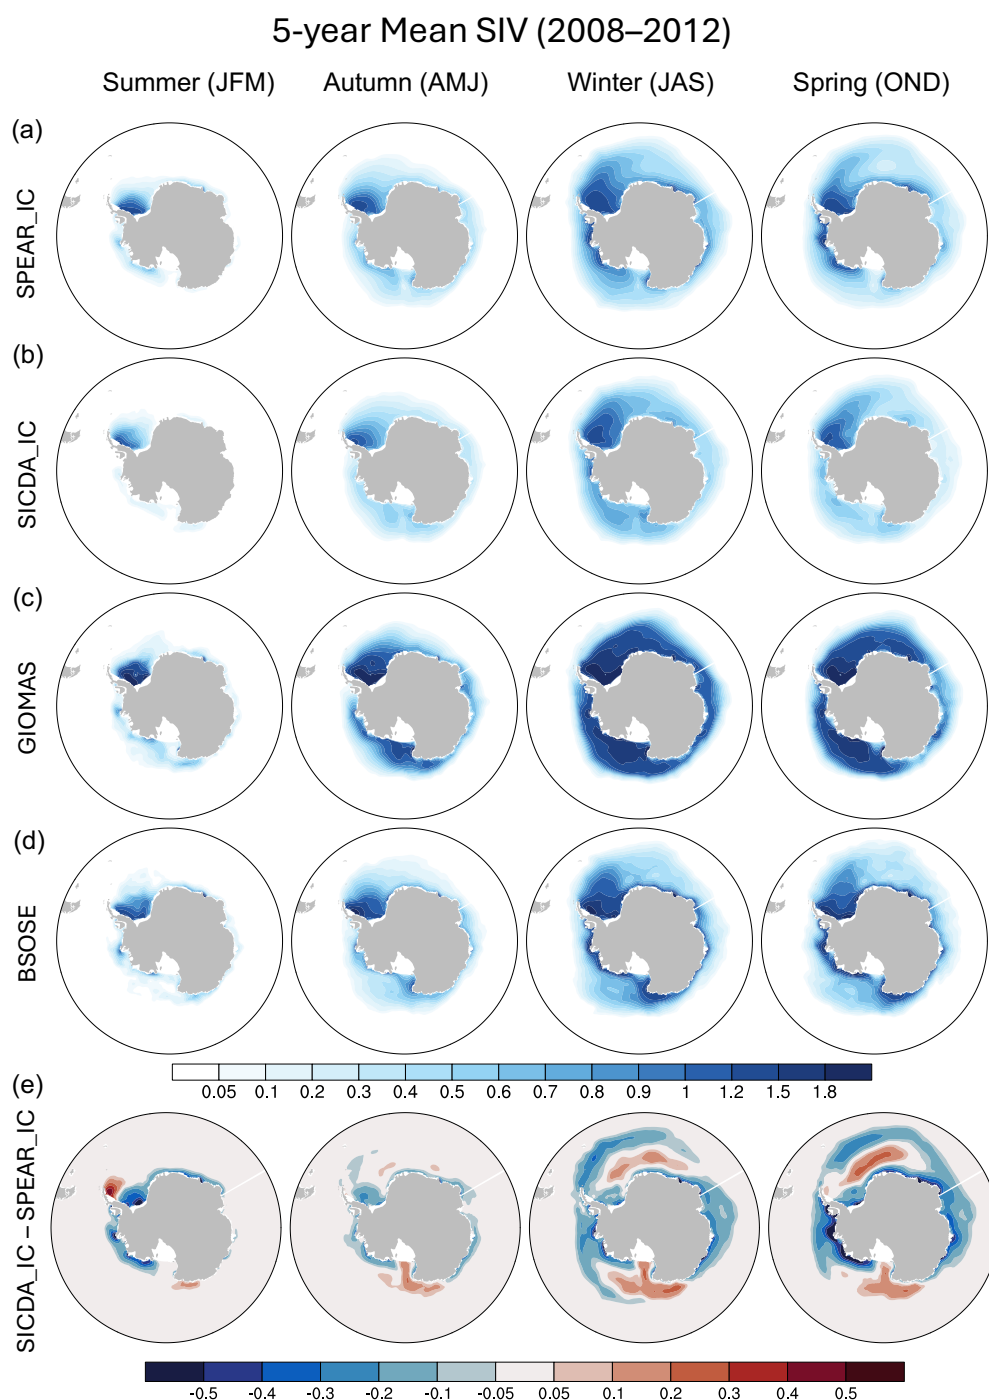 5-year Mean SIV (2008–2012)
Summer (JFM) Autumn (AMJ) Winter (JAS) Spring (OND)
(a)
SPEAR_IC
(b)
SICDA_IC
(c)
GIOMAS
(d)
BSOSE
0.05 0.1 0.2 0.3 0.4 0.5 0.6 0.7 0.8 0.9 1 1.2 1.5 1.8
(e)
SICDA_IC – SPEAR_IC
-0.5 -0.4 -0.3 -0.2 -0.1 -0.05 0.05 0.1 0.2 0.3 0.4 0.5